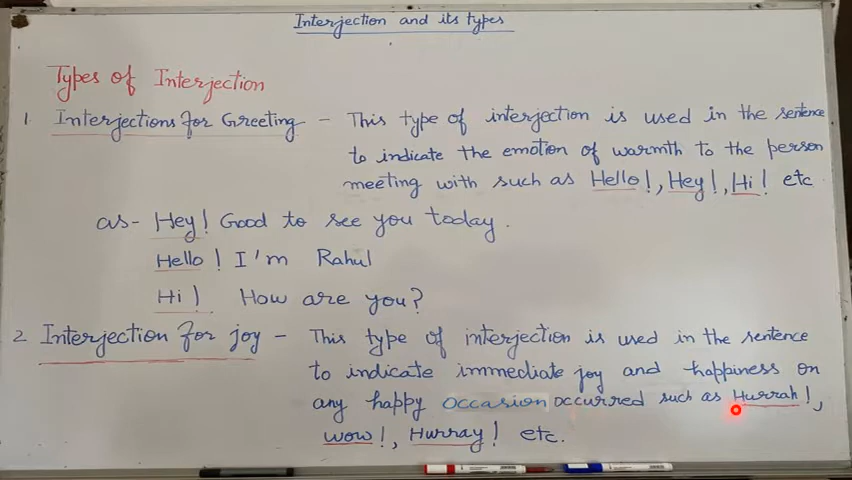 Interjection and its types
Types of Interjection
1. Interjections for Greeting - This type of interjection is used in the sentence
to indicate the emotion of warmth to the person
meeting with such as Hello!, Hey!, Hi! etc.
as- Hey! Good to see you today.
Hello! I'm Rahul
Hi! How are you?
2. Interjection for joy - This type of interjection is used in the sentence
to indicate immediate joy and happiness on
any happy occasion occurred such as Hurrah!,
wow!, Hurray! etc.